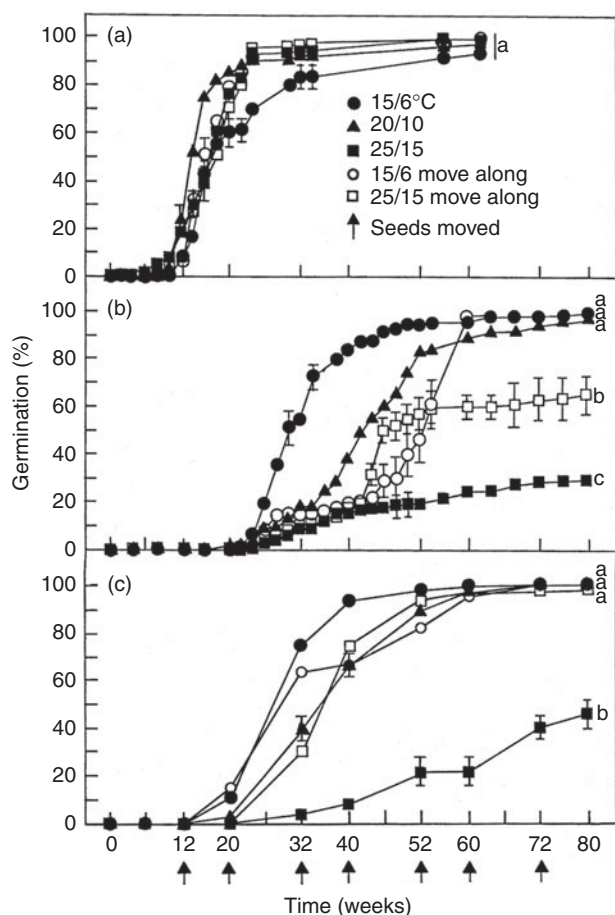 (a)
100
80
60
40
20
0
a
15/6°C
20/10
25/15
15/6 move along
25/15 move along
Seeds moved
Germination (%)
(b)
100
80
60
40
20
0
a
a
a
b
c
(c)
100
80
60
40
20
0
a
a
a
b
0 12 20 32 40 52 60 72 80
Time (weeks)